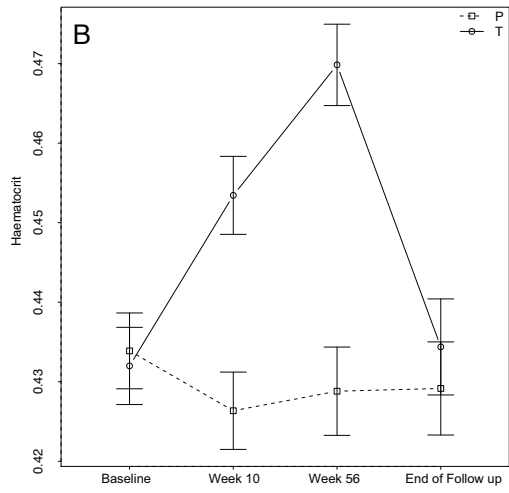 B
P
T
Haematocrit
0.47
0.46
0.45
0.44
0.43
0.42
Baseline
Week 10
Week 56
End of Follow up